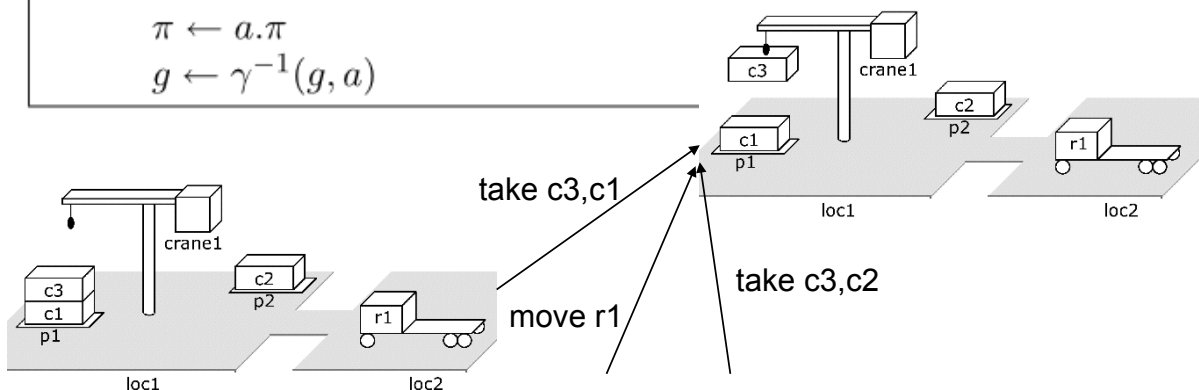 π ← a.π
g ← γ⁻¹(g, a)
c3
crane1
c2
p2
c1
p1
r1
loc1
loc2
take c3,c1
take c3,c2
move r1
crane1
c3
c1
p1
c2
p2
r1
loc1
loc2